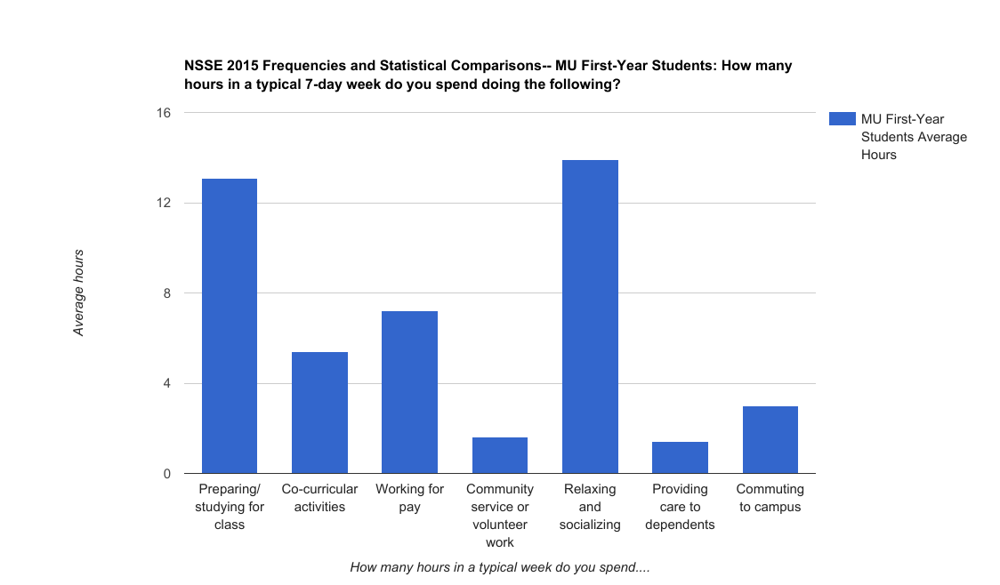 NSSE 2015 Frequencies and Statistical Comparisons-- MU First-Year Students: How many
hours in a typical 7-day week do you spend doing the following?
16
12
8
4
0
Average hours
MU First-Year
Students Average
Hours
Preparing/
studying for
class
Co-curricular
activities
Working for
pay
Community
service or
volunteer
work
Relaxing
and
socializing
Providing
care to
dependents
Commuting
to campus
How many hours in a typical week do you spend....